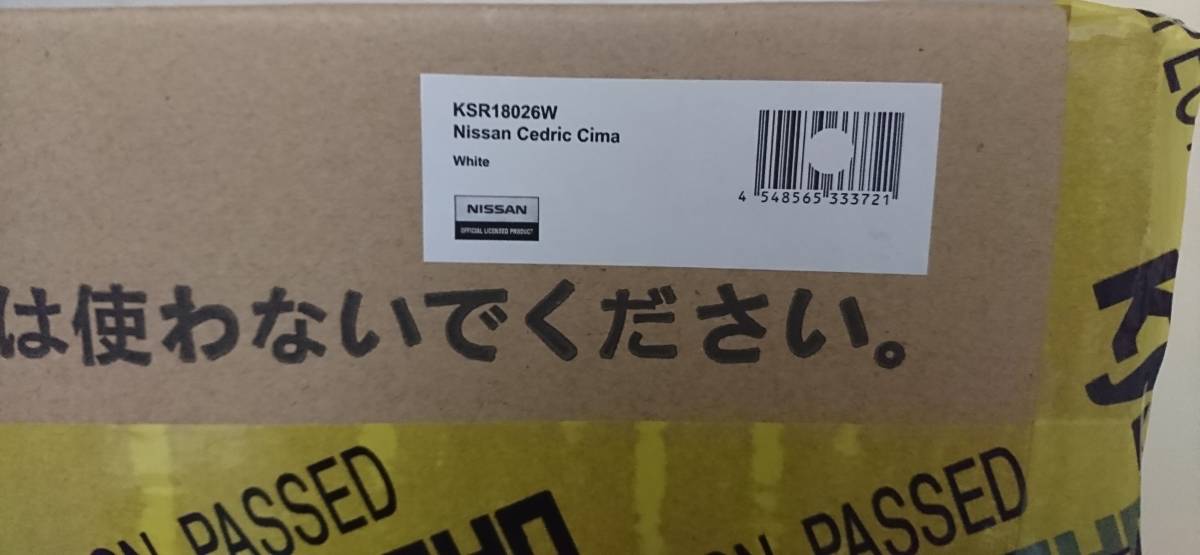 KSR18026W
Nissan Cedric Cima
White
NISSAN
OFFICIAL LICENSED PRODUCT
4 548565 333721
は使わないでください。
PASSED
PASSED